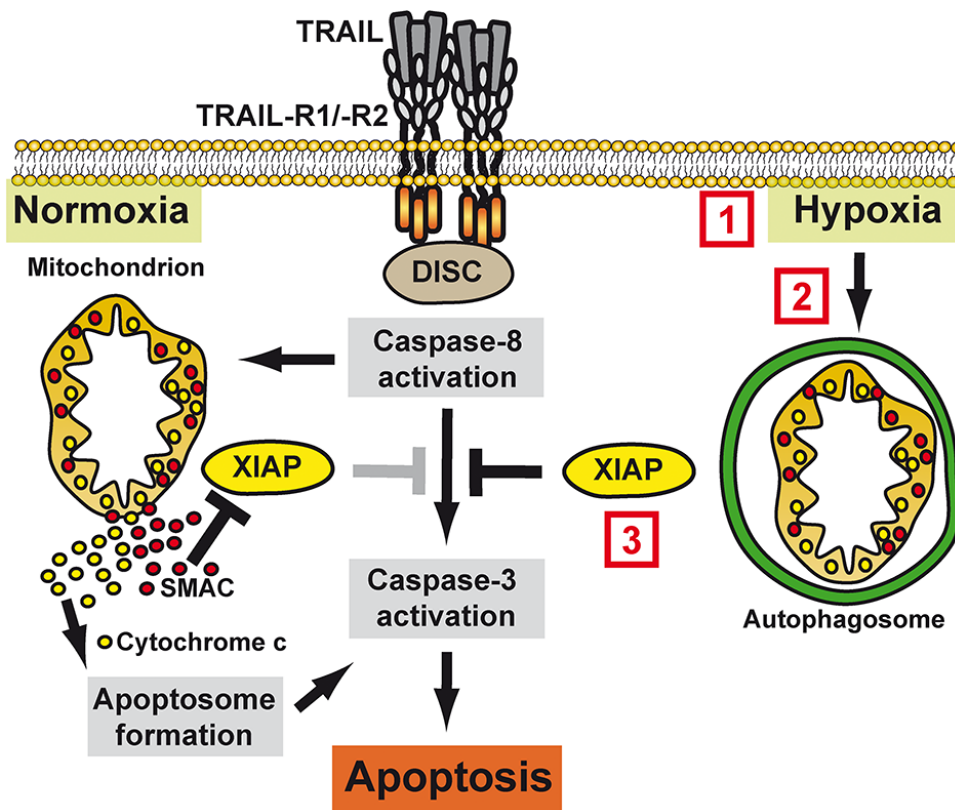 TRAIL
TRAIL-R1/-R2
Normoxia
1
Hypoxia
Mitochondrion
DISC
2
Caspase-8
activation
XIAP
XIAP
3
SMAC
Caspase-3
activation
Autophagosome
Cytochrome c
Apoptosome
formation
Apoptosis